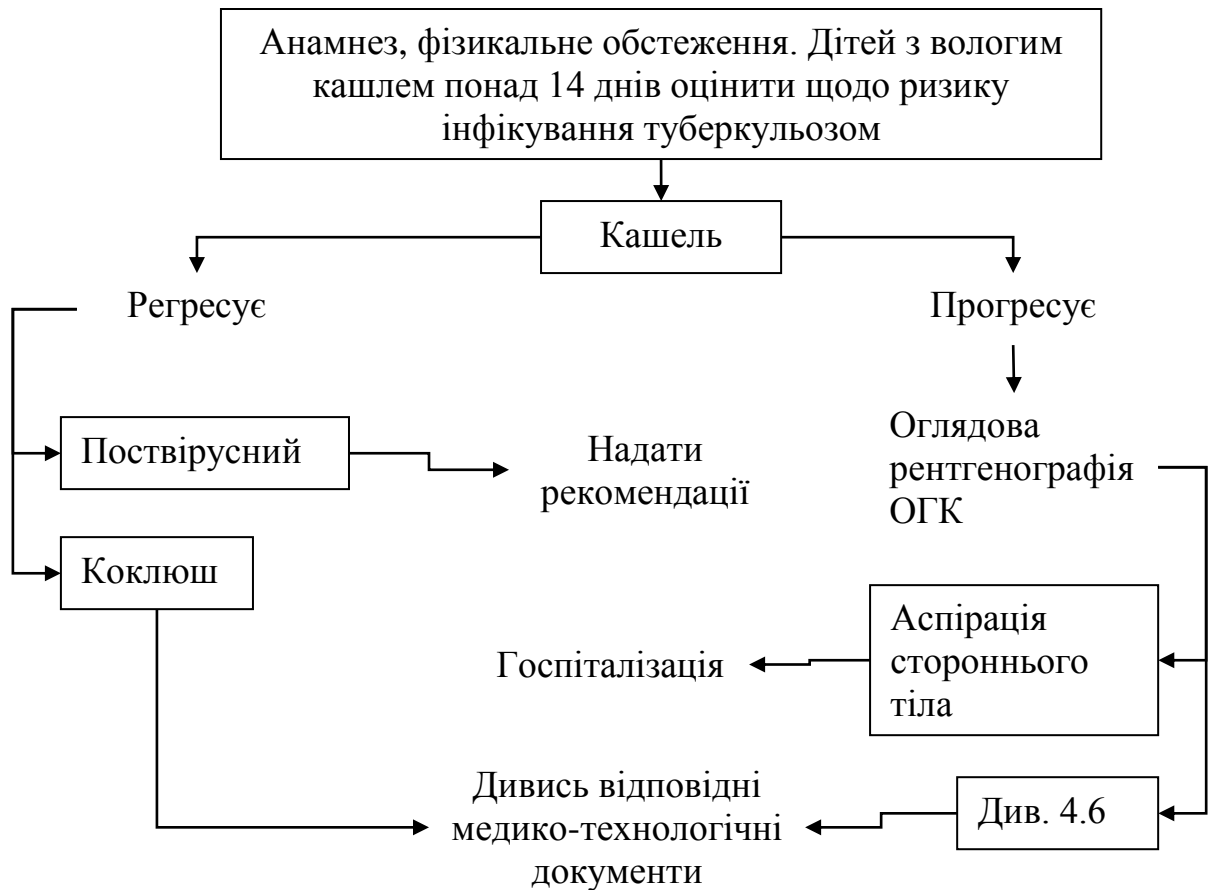 Анамнез, фізикальне обстеження. Дітей з вологим
кашлем понад 14 днів оцінити щодо ризику
інфікування туберкульозом
Кашель
Регресує
Прогресує
Поствірусний
Надати
рекомендації
Оглядова
рентгенографія
ОГК
Коклюш
Аспірація
стороннього
тіла
Госпіталізація
Дивись відповідні
медико-технологічні
документи
Див. 4.6